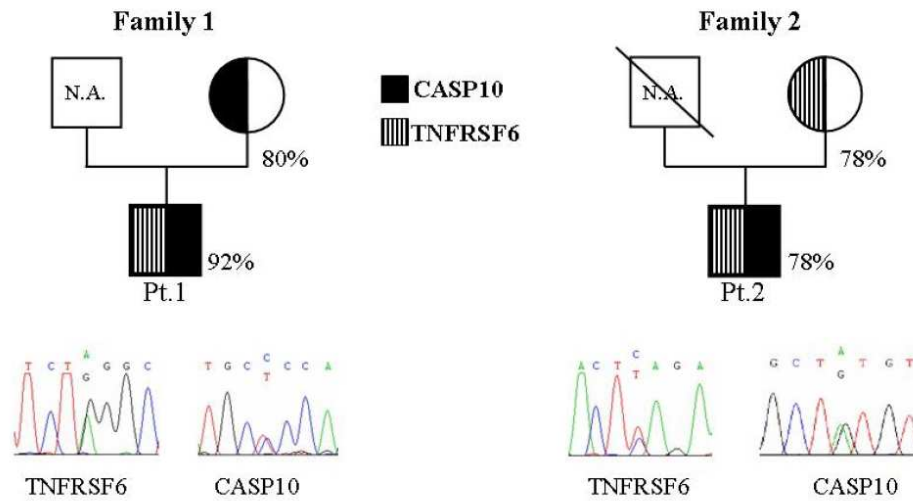 Family 1
Family 2
N.A.
N.A.
CASP10
TNFRSF6
80%
78%
92%
78%
Pt.1
Pt.2
T C T A G G G C
G
T G C C C C A
T
A C T C A G A
T
G C T A T G T
G
TNFRSF6
CASP10
TNFRSF6
CASP10